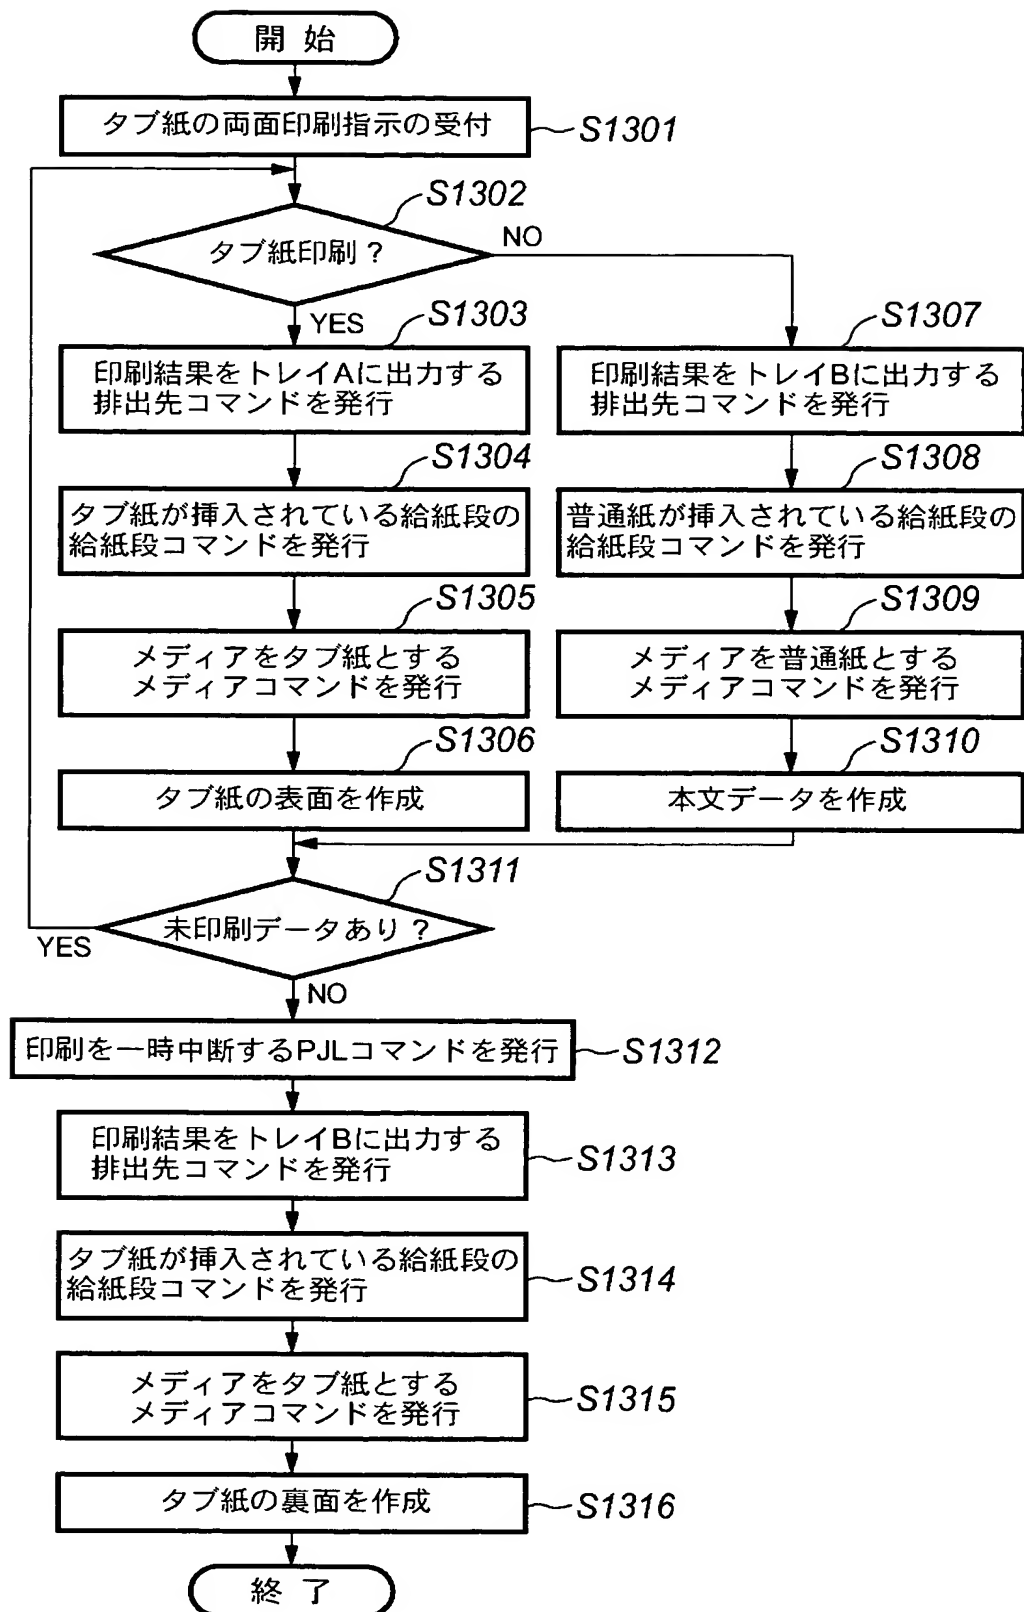 開 始
タブ紙の両面印刷指示の受付
S1301
S1302
タブ紙印刷？
NO
YES
S1303
印刷結果をトレイAに出力する
排出先コマンドを発行
S1304
タブ紙が挿入されている給紙段の
給紙段コマンドを発行
S1305
メディアをタブ紙とする
メディアコマンドを発行
S1306
タブ紙の表面を作成
S1307
印刷結果をトレイBに出力する
排出先コマンドを発行
S1308
普通紙が挿入されている給紙段の
給紙段コマンドを発行
S1309
メディアを普通紙とする
メディアコマンドを発行
S1310
本文データを作成
S1311
未印刷データあり？
YES
NO
印刷を一時中断するPJLコマンドを発行
S1312
印刷結果をトレイBに出力する
排出先コマンドを発行
S1313
タブ紙が挿入されている給紙段の
給紙段コマンドを発行
S1314
メディアをタブ紙とする
メディアコマンドを発行
S1315
タブ紙の裏面を作成
S1316
終 了